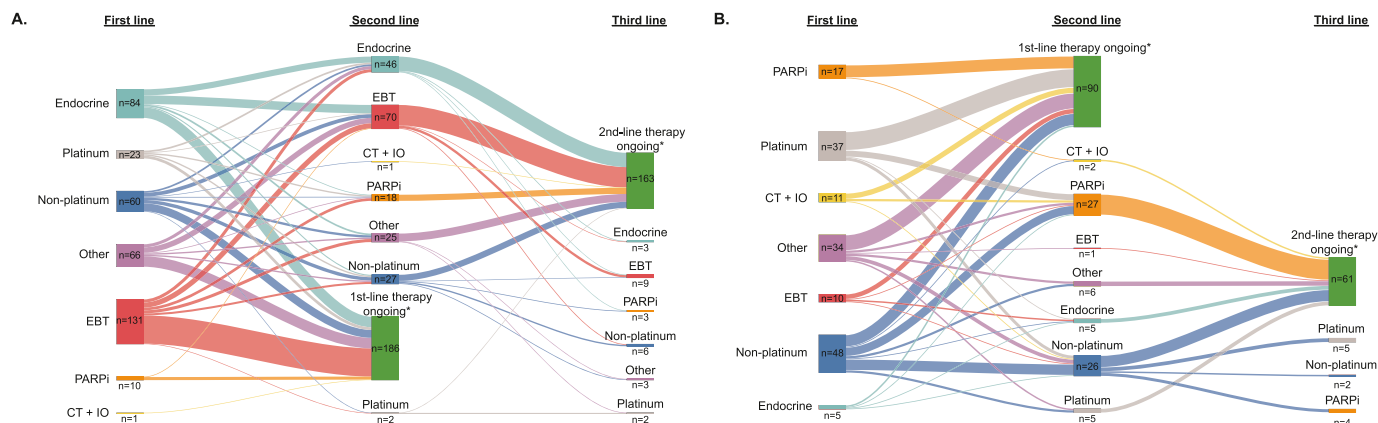 A.
First line
Second line
Third line
Endocrine
n=84
Platinum
n=23
Non-platinum
n=60
Other
n=66
EBT
n=131
PARPi
n=10
CT + IO
n=1
Endocrine
n=46
EBT
n=70
CT + IO
n=1
PARPi
n=18
Other
n=25
Non-platinum
n=27
1st-line therapy
ongoing*
n=186
Platinum
n=2
2nd-line therapy
ongoing*
n=163
Endocrine
n=3
EBT
n=9
PARPi
n=3
Non-platinum
n=6
Other
n=3
Platinum
n=2
B.
First line
Second line
Third line
PARPi
n=17
Platinum
n=37
CT + IO
n=11
Other
n=34
EBT
n=10
Non-platinum
n=48
Endocrine
n=5
1st-line therapy ongoing*
n=90
CT + IO
n=2
PARPi
n=27
EBT
n=1
Other
n=6
Endocrine
n=5
Non-platinum
n=26
Platinum
n=5
2nd-line therapy
ongoing*
n=61
Platinum
n=5
Non-platinum
n=2
PARPi
n=4